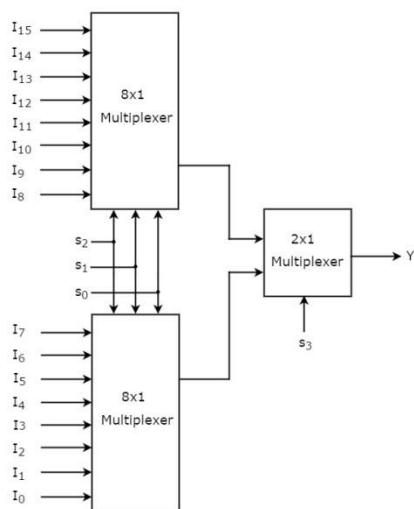 I15
I14
I13
I12
I11
I10
I9
I8
8x1
Multiplexer
s2
s1
s0
2x1
Multiplexer
Y
s3
I7
I6
I5
I4
I3
I2
I1
I0
8x1
Multiplexer